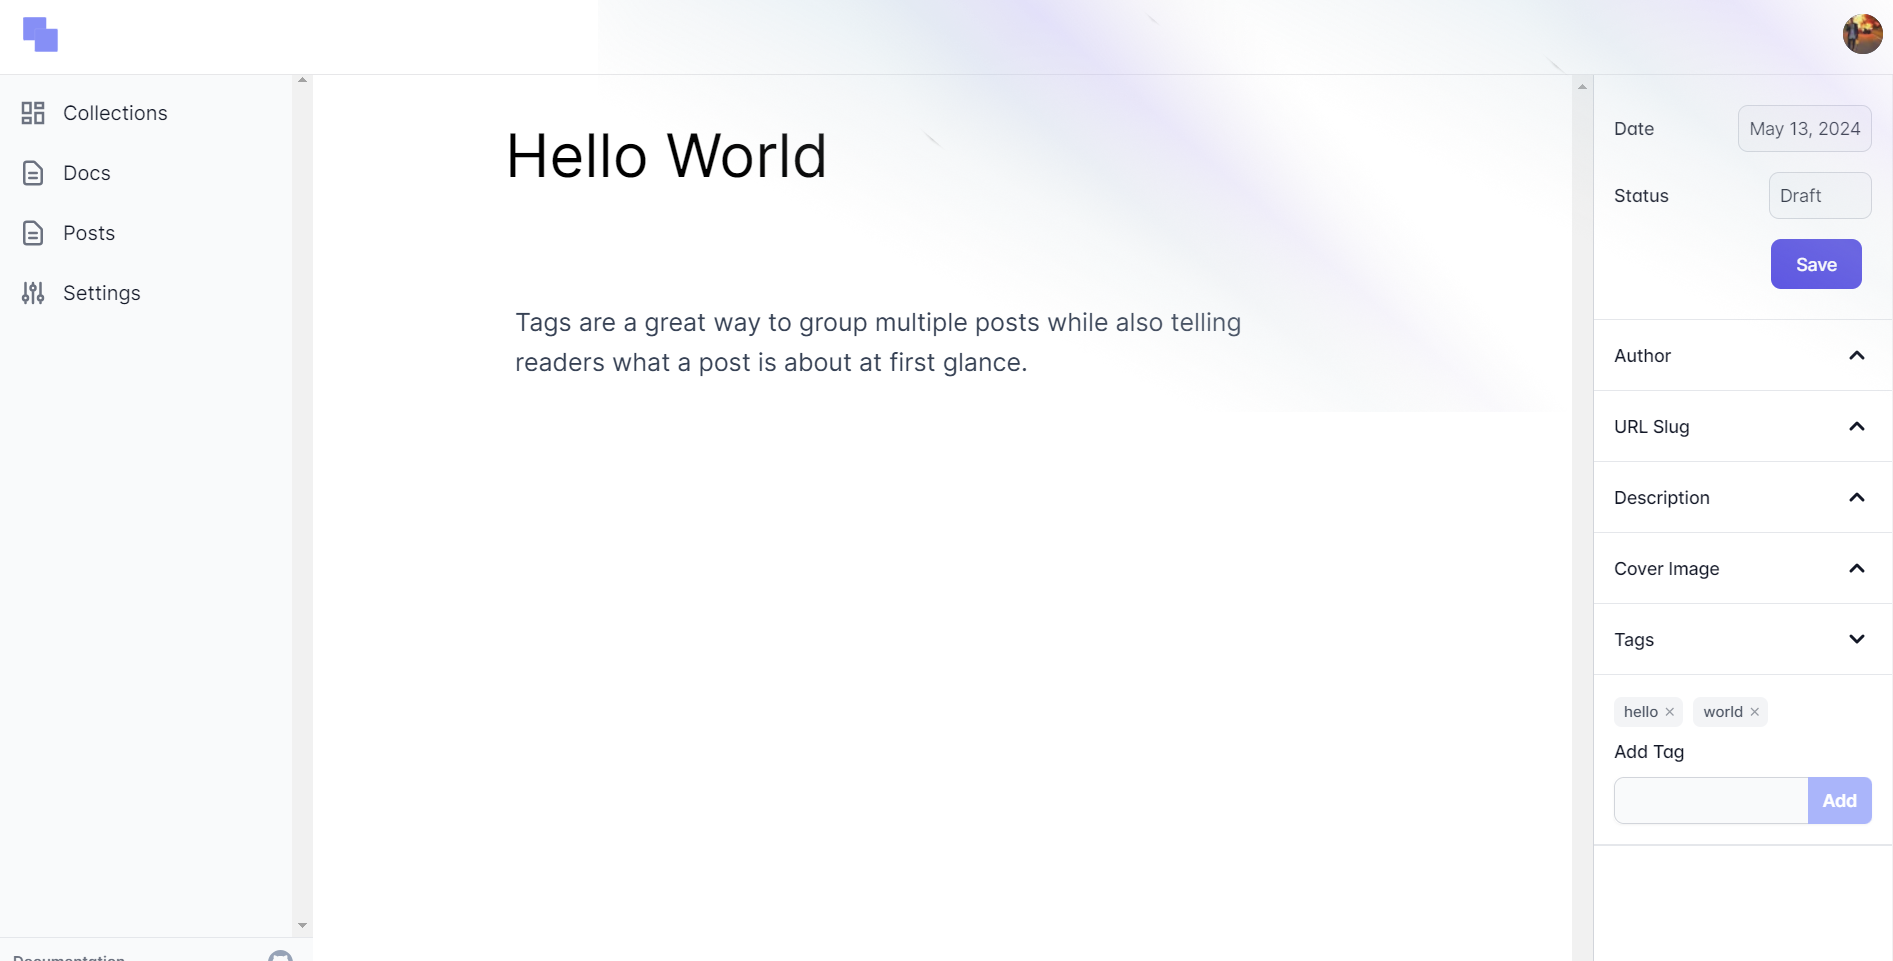 Collections
Docs
Posts
Settings
Documentation
Hello World
Tags are a great way to group multiple posts while also telling
readers what a post is about at first glance.
Date
May 13, 2024
Status
Draft
Save
Author
URL Slug
Description
Cover Image
Tags
hello × world ×
Add Tag
Add